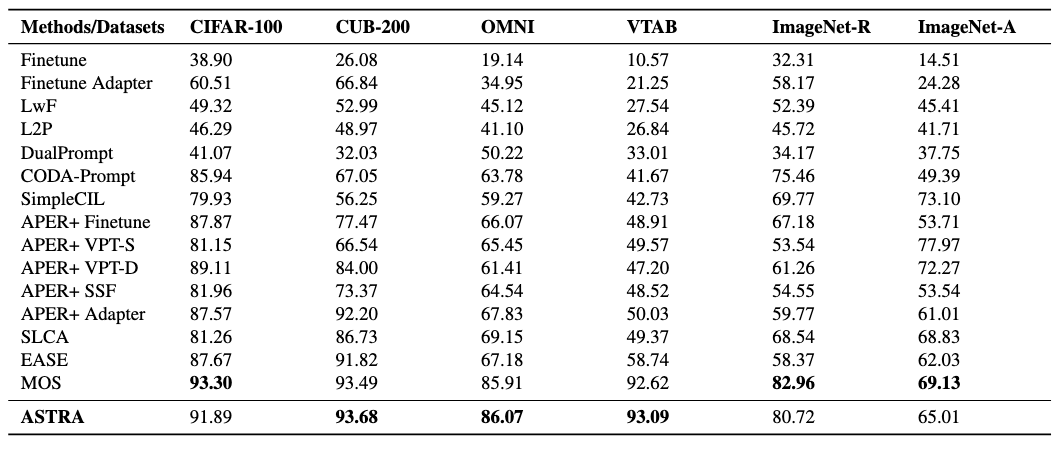 Methods/Datasets CIFAR-100 CUB-200 OMNI VTAB ImageNet-R ImageNet-A
Finetune 38.90 26.08 19.14 10.57 32.31 14.51
Finetune Adapter 60.51 66.84 34.95 21.25 58.17 24.28
LwF 49.32 52.99 45.12 27.54 52.39 45.41
L2P 46.29 48.97 41.10 26.84 45.72 41.71
DualPrompt 41.07 32.03 50.22 33.01 34.17 37.75
CODA-Prompt 85.94 67.05 63.78 41.67 75.46 49.39
SimpleCIL 79.93 56.25 59.27 42.73 69.77 73.10
APER+ Finetune 87.87 77.47 66.07 48.91 67.18 53.71
APER+ VPT-S 81.15 66.54 65.45 49.57 53.54 77.97
APER+ VPT-D 89.11 84.00 61.41 47.20 61.26 72.27
APER+ SSF 81.96 73.37 64.54 48.52 54.55 53.54
APER+ Adapter 87.57 92.20 67.83 50.03 59.77 61.01
SLCA 81.26 86.73 69.15 49.37 68.54 68.83
EASE 87.67 91.82 67.18 58.74 58.37 62.03
MOS 93.30 93.49 85.91 92.62 82.96 69.13
ASTRA 91.89 93.68 86.07 93.09 80.72 65.01